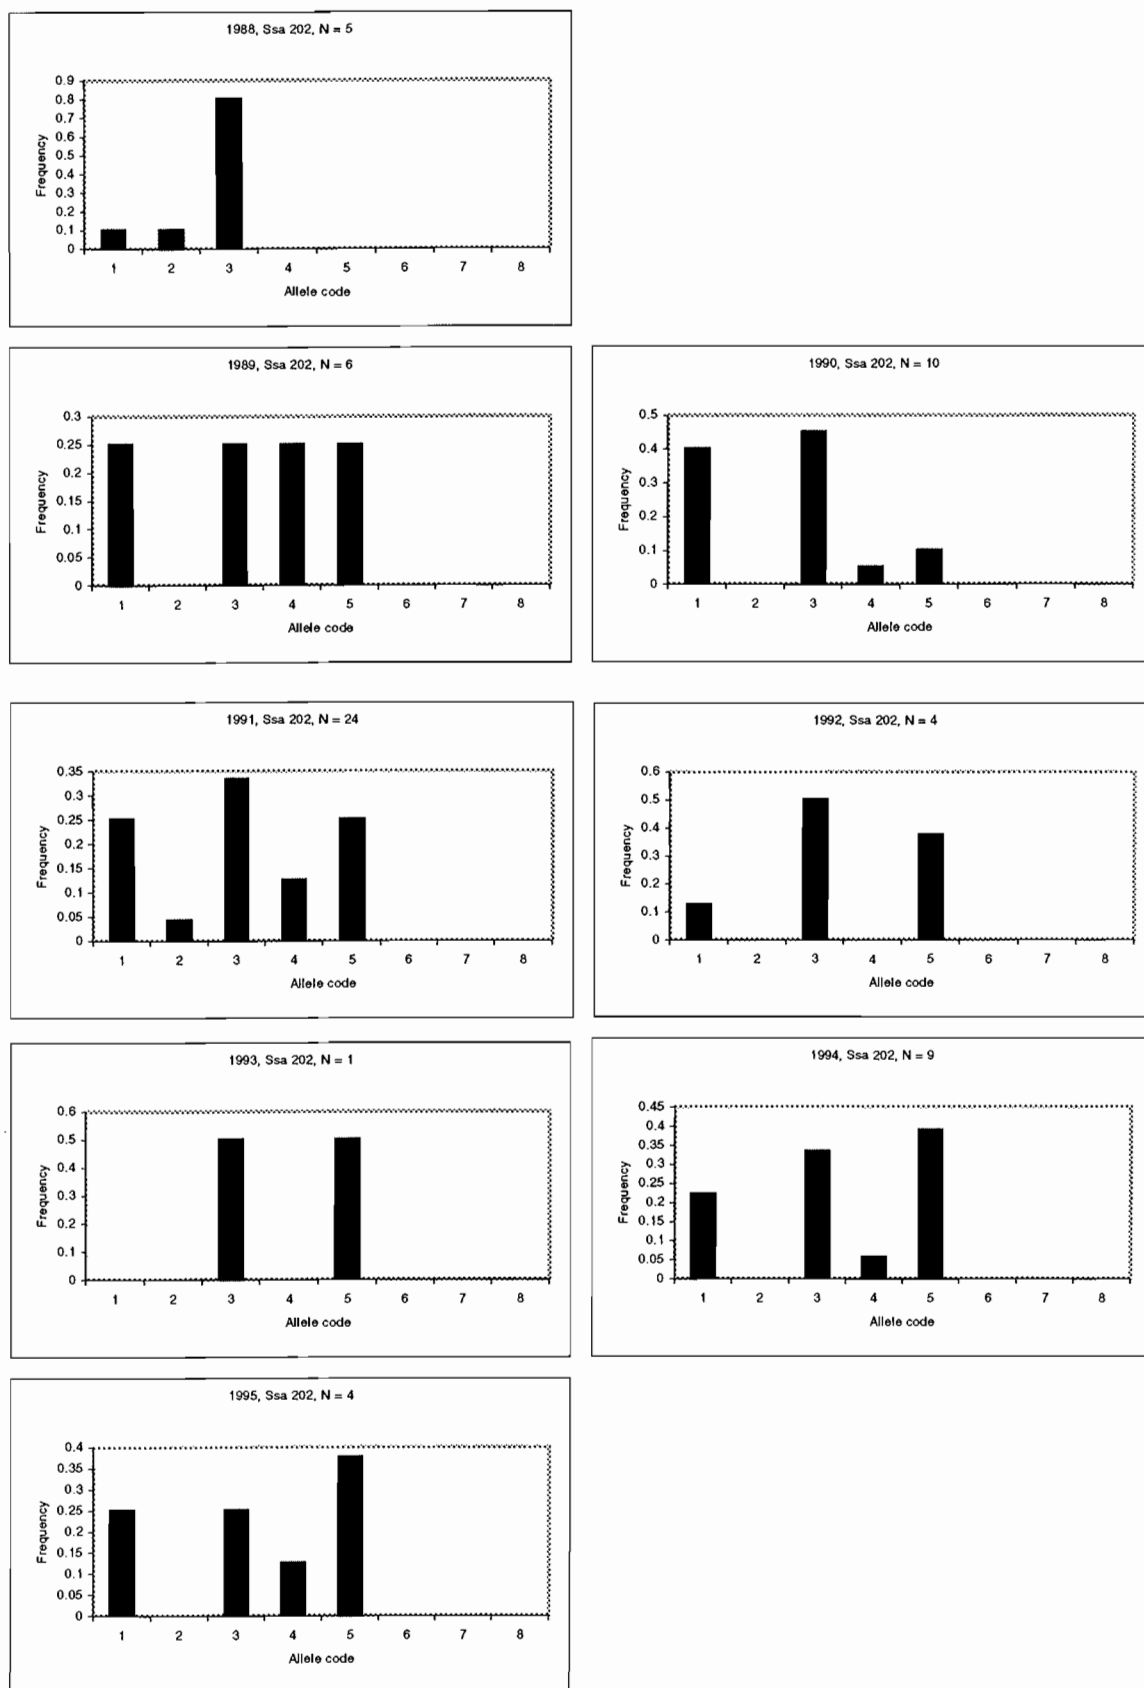 1988, Ssa 202, N = 5
0.9
0.8
0.7
0.6
0.5
0.4
0.3
0.2
0.1
0
Frequency
1 2 3 4 5 6 7 8
Allele code
1989, Ssa 202, N = 6
0.3
0.25
0.2
0.15
0.1
0.05
0
Frequency
1 2 3 4 5 6 7 8
Allele code
1990, Ssa 202, N = 10
0.5
0.4
0.3
0.2
0.1
0
Frequency
1 2 3 4 5 6 7 8
Allele code
1991, Ssa 202, N = 24
0.35
0.3
0.25
0.2
0.15
0.1
0.05
0
Frequency
1 2 3 4 5 6 7 8
Allele code
1992, Ssa 202, N = 4
0.6
0.5
0.4
0.3
0.2
0.1
0
Frequency
1 2 3 4 5 6 7 8
Allele code
1993, Ssa 202, N = 1
0.6
0.5
0.4
0.3
0.2
0.1
0
Frequency
1 2 3 4 5 6 7 8
Allele code
1994, Ssa 202, N = 9
0.45
0.4
0.35
0.3
0.25
0.2
0.15
0.1
0.05
0
Frequency
1 2 3 4 5 6 7 8
Allele code
1995, Ssa 202, N = 4
0.4
0.35
0.3
0.25
0.2
0.15
0.1
0.05
0
Frequency
1 2 3 4 5 6 7 8
Allele code